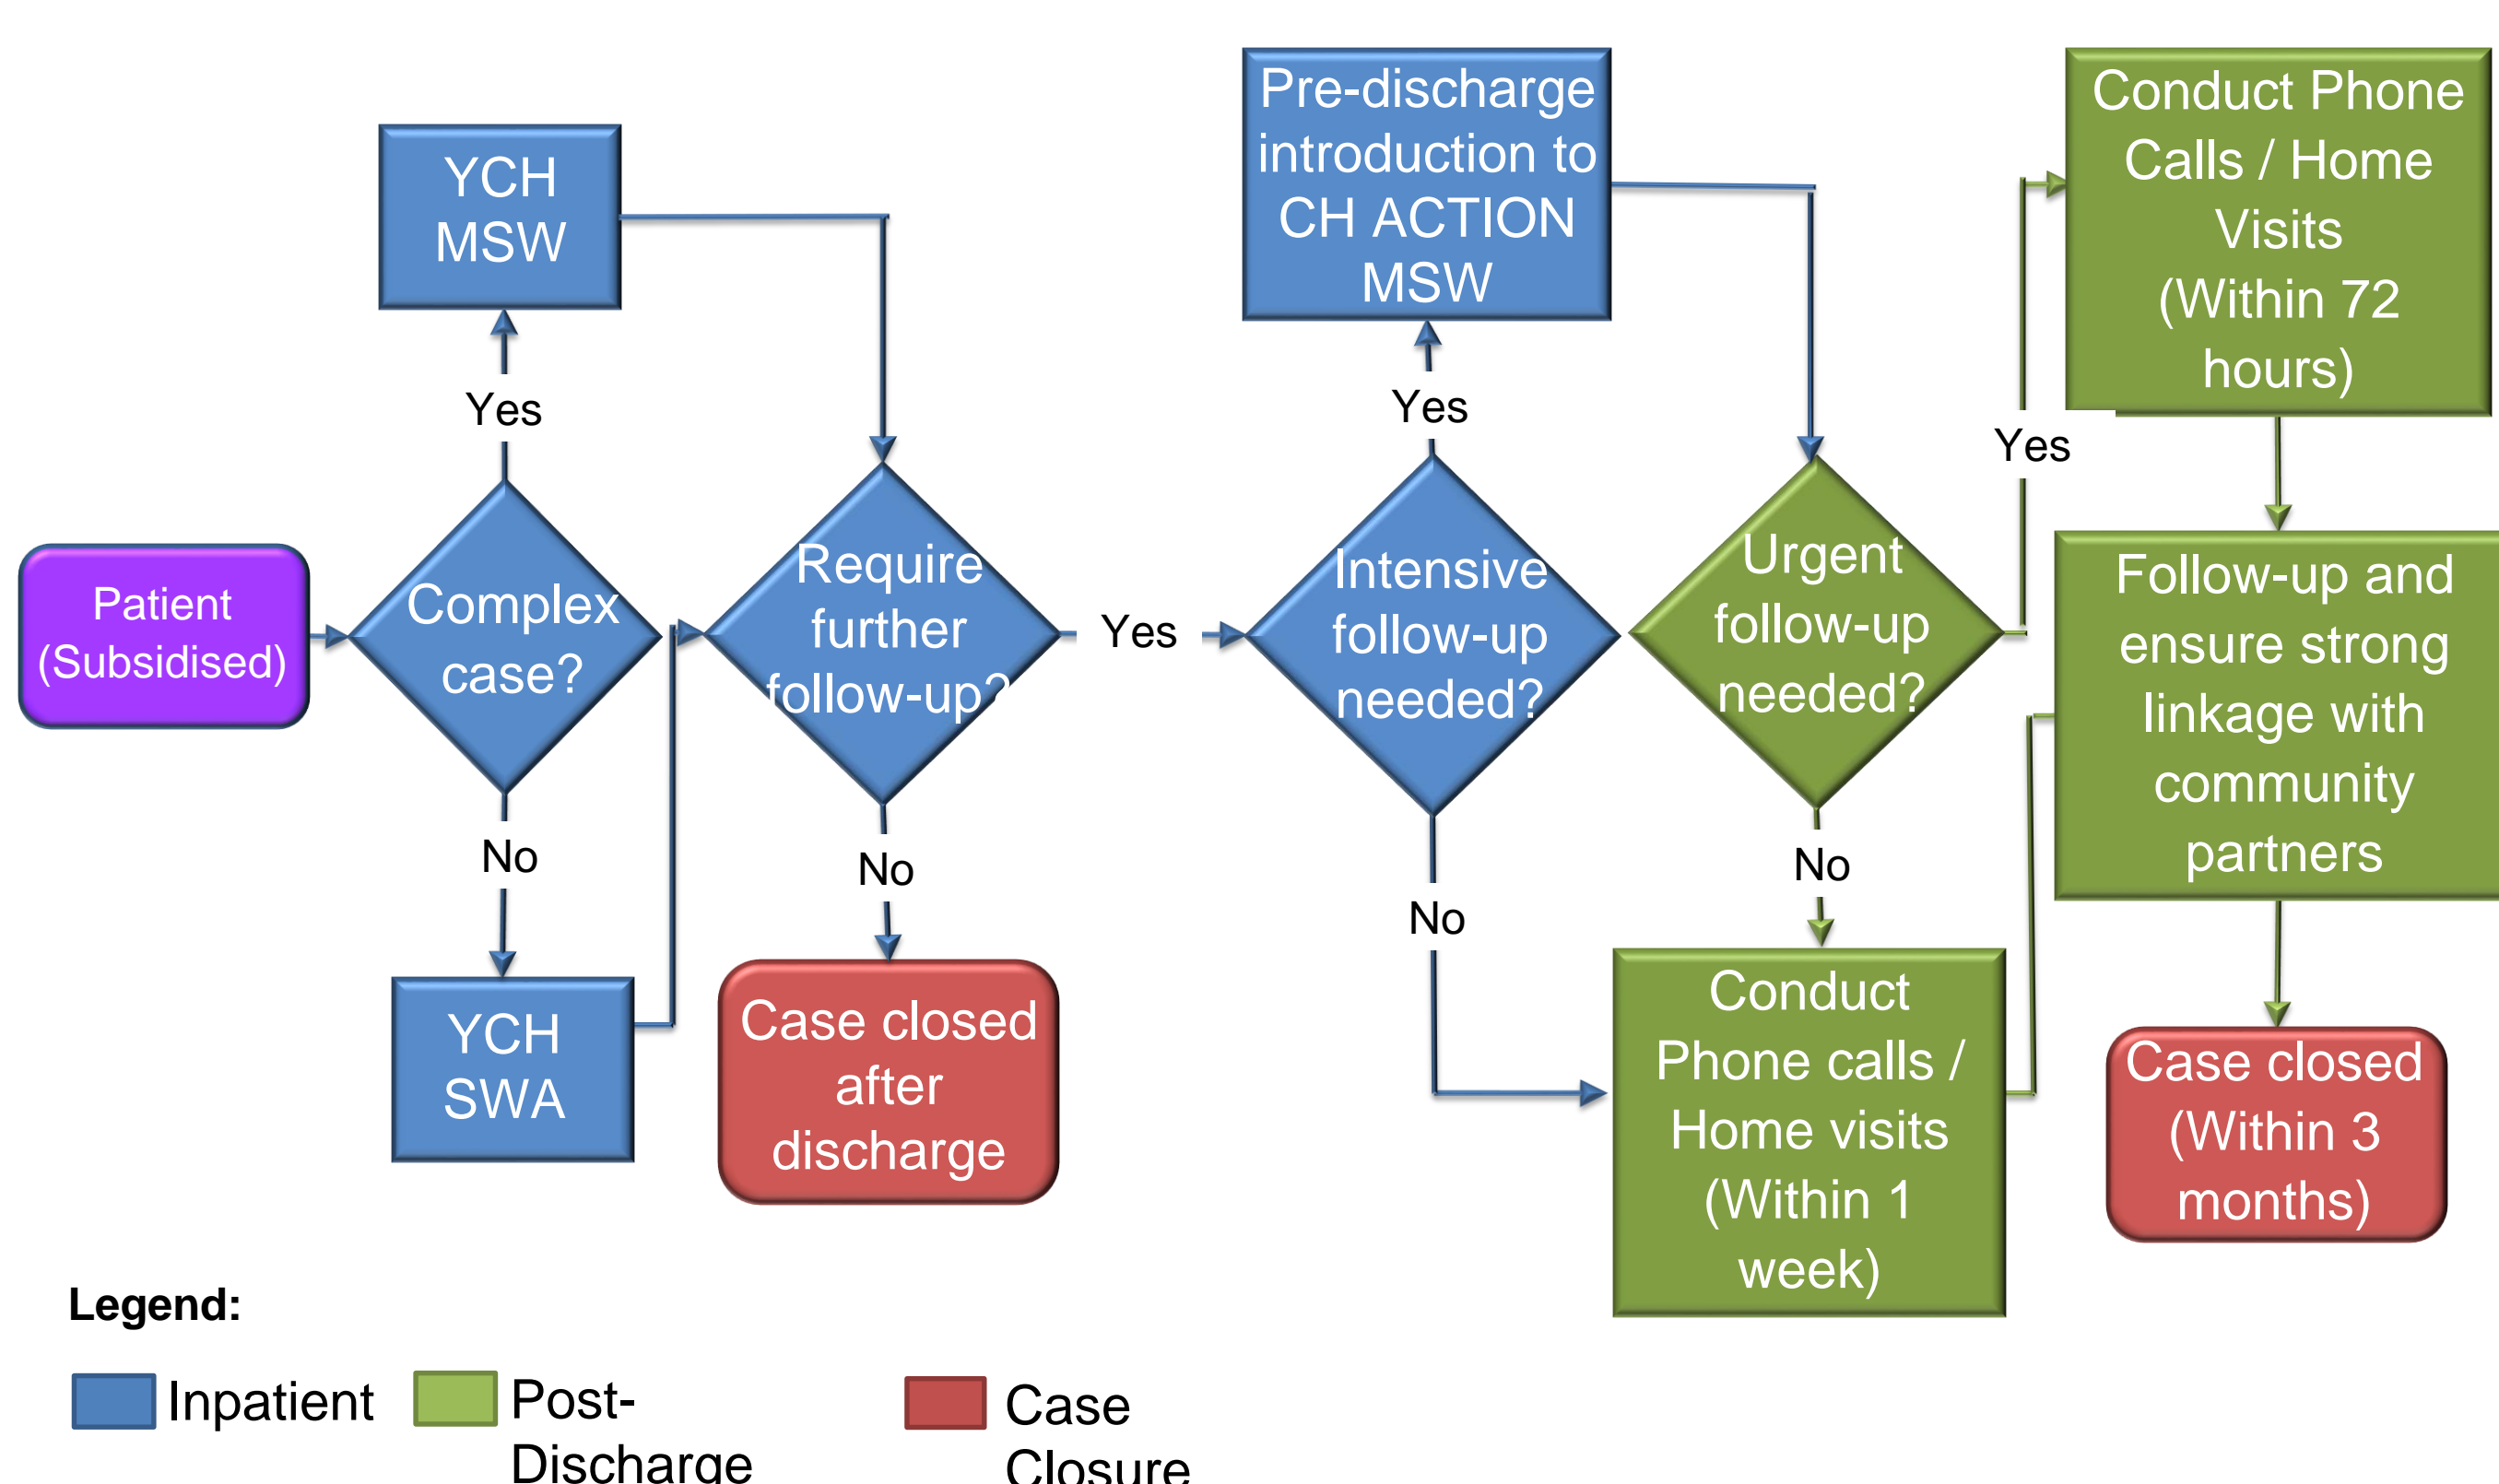 Patient
(Subsidised)
Complex
case?
Yes
YCH
MSW
No
YCH
SWA
Require
further
follow-up?
No
Case closed
after
discharge
Yes
Intensive
follow-up
needed?
Yes
Pre-discharge
introduction to
CH ACTION
MSW
No
Urgent
follow-up
needed?
Yes
Conduct Phone
Calls / Home
Visits
(Within 72
hours)
No
Conduct
Phone calls /
Home visits
(Within 1
week)
Follow-up and
ensure strong
linkage with
community
partners
Case closed
(Within 3
months)
Legend:
Inpatient
Post-
Discharge
Case
Closure